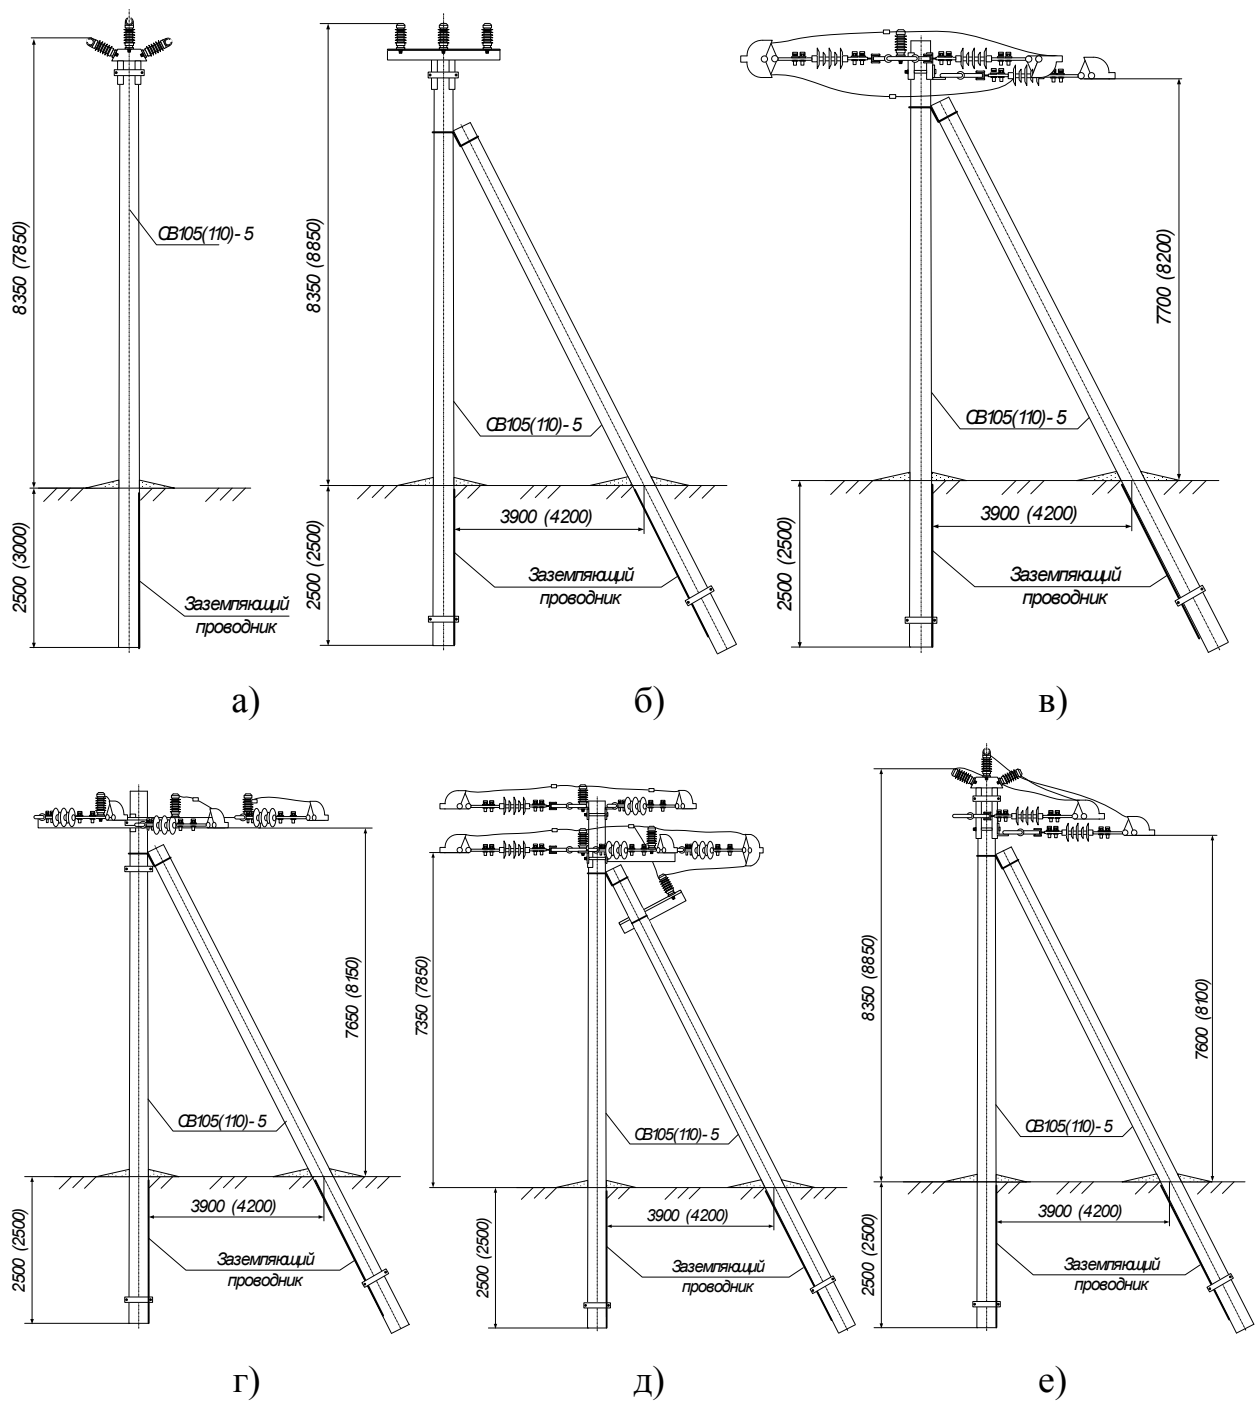 8350 (7850)
СВ105(110)- 5
2500 (3000)
Заземляющий
проводник
а)
8350 (8850)
СВ105(110)- 5
3900 (4200)
2500 (2500)
Заземляющий
проводник
б)
7700 (8200)
СВ105(110)- 5
3900 (4200)
2500 (2500)
Заземляющий
проводник
в)
7650 (8150)
СВ105(110)- 5
3900 (4200)
2500 (2500)
Заземляющий
проводник
г)
7350 (7850)
СВ105(110)- 5
3900 (4200)
2500 (2500)
Заземляющий
проводник
д)
8350 (8850)
7600 (8100)
СВ105(110)- 5
3900 (4200)
2500 (2500)
Заземляющий
проводник
е)